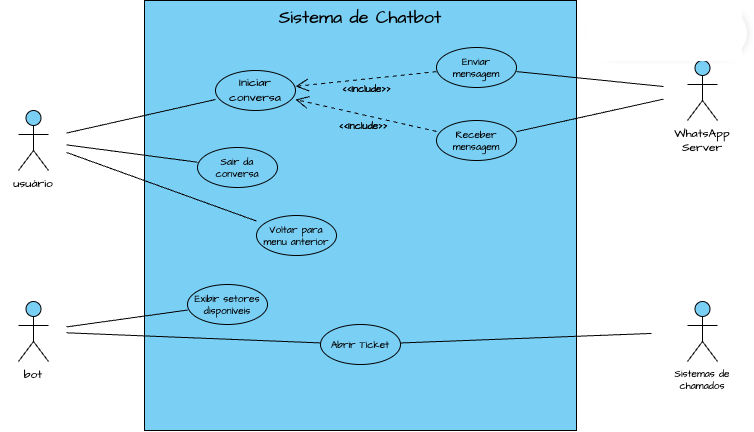 Sistema de Chatbot
Iniciar
conversa
Enviar
mensagem
<<Include>>
<<Include>>
Receber
mensagem
WhatsApp
Server
usuário
Sair da
conversa
Voltar para
menu anterior
Exibir setores
disponíveis
Abrir Ticket
bot
Sistemas de
chamados